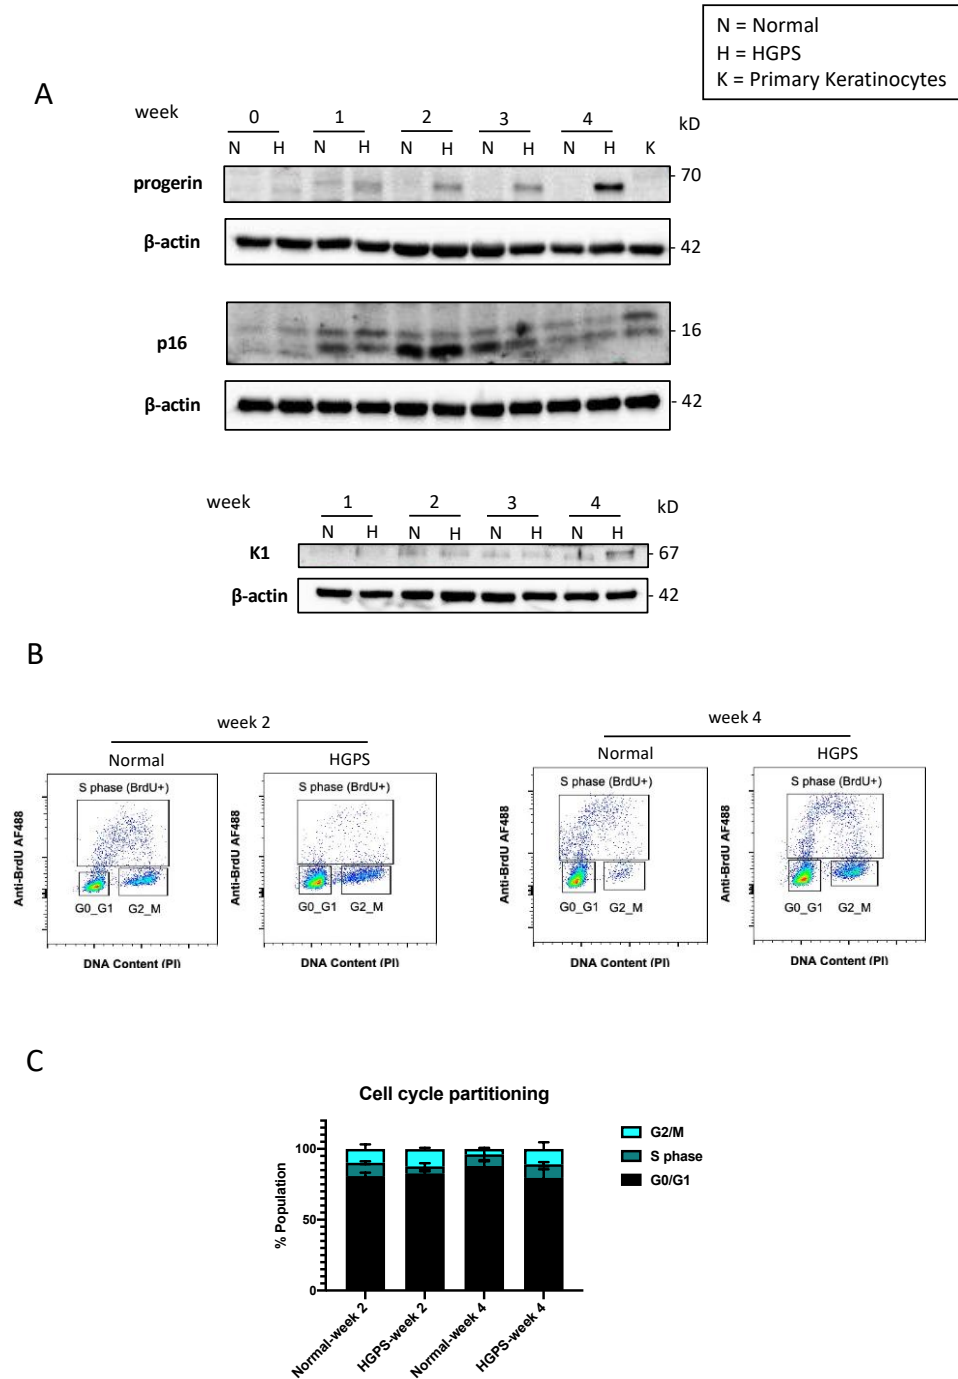 N = Normal
H = HGPS
K = Primary Keratinocytes
A
week 0 1 2 3 4 kD
N H N H N H N H N H K
progerin - 70
β-actin - 42
p16 - 16
β-actin - 42
week 1 2 3 4 kD
N H N H N H N H
K1 - 67
β-actin - 42
B
week 2 week 4
Normal HGPS Normal HGPS
S phase (BrdU+) S phase (BrdU+) S phase (BrdU+) S phase (BrdU+)
Anti-BrdU AF488 Anti-BrdU AF488 Anti-BrdU AF488 Anti-BrdU AF488
G0_G1 G2_M G0_G1 G2_M G0_G1 G2_M G0_G1 G2_M
DNA Content (PI) DNA Content (PI) DNA Content (PI) DNA Content (PI)
C
Cell cycle partitioning
% Population
100
50
0
G2/M
S phase
G0/G1
Normal-week 2 HGPS-week 2 Normal-week 4 HGPS-week 4